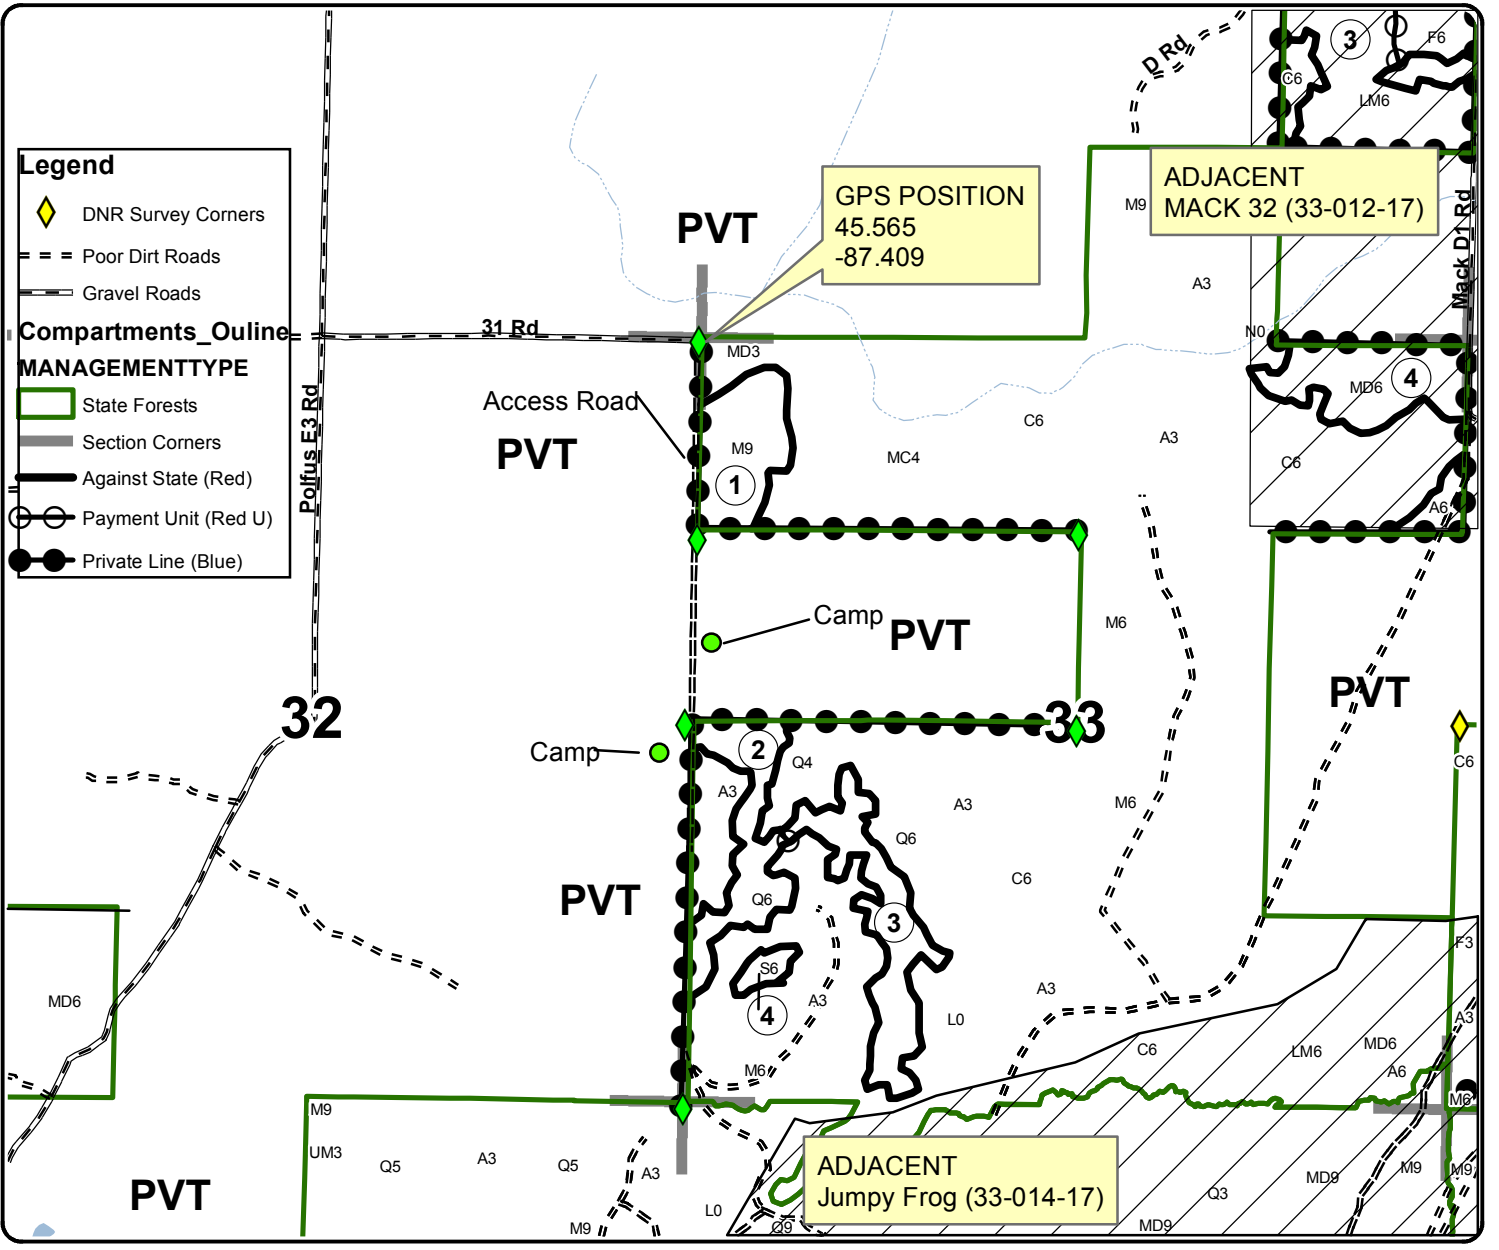 Legend
DNR Survey Corners
Poor Dirt Roads
Gravel Roads
Compartments_Ouline
MANAGEMENTTYPE
State Forests
Section Corners
Against State (Red)
Payment Unit (Red U)
Private Line (Blue)
D Rd
3
F6
C6
LM6
ADJACENT
MACK 32 (33-012-17)
GPS POSITION
45.565
-87.409
PVT
M9
Mack D1 Rd
A3
31 Rd
N0
MD3
Polfus E3 Rd
Access Road
MD6
4
C6
A3
PVT
M9
MC4
C6
1
A6
Camp
PVT
M6
PVT
32
33
Camp
2
Q4
C6
A3
A3
M6
Q6
C6
PVT
Q6
3
F3
S6
A3
A3
MD6
4
L0
A3
C6
LM6
MD6
A6
M6
M6
M9
UM3
Q5
A3
Q5
A3
ADJACENT
Jumpy Frog (33-014-17)
MD9
M9
M9
PVT
L0
Q3
M9
Q9
MD9